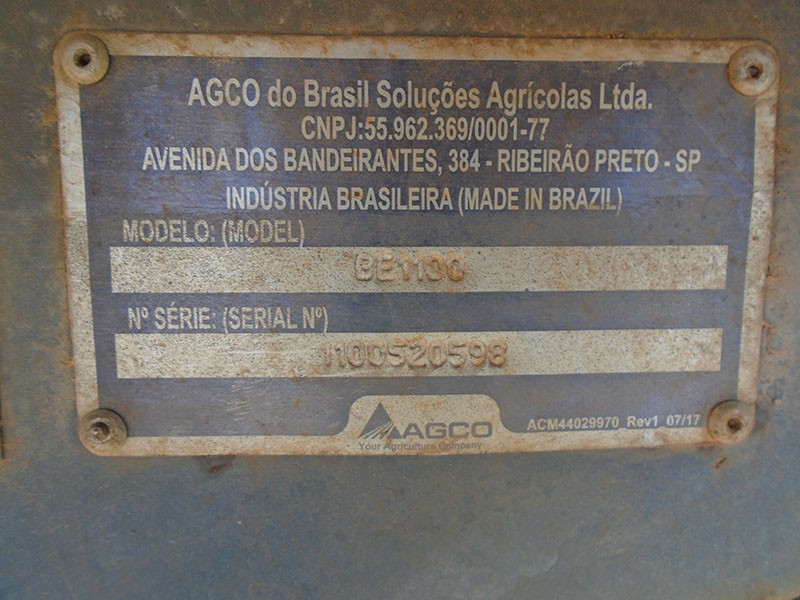 AGCO do Brasil Soluções Agrícolas Ltda.
CNPJ:55.962.369/0001-77
AVENIDA DOS BANDEIRANTES, 384 - RIBEIRÃO PRETO - SP
INDÚSTRIA BRASILEIRA (MADE IN BRAZIL)
MODELO: (MODEL)
BE1100
Nº SÉRIE: (SERIAL Nº)
1100520598
AGCO
Your Agriculture Company
ACM44029970 Rev1 07/17